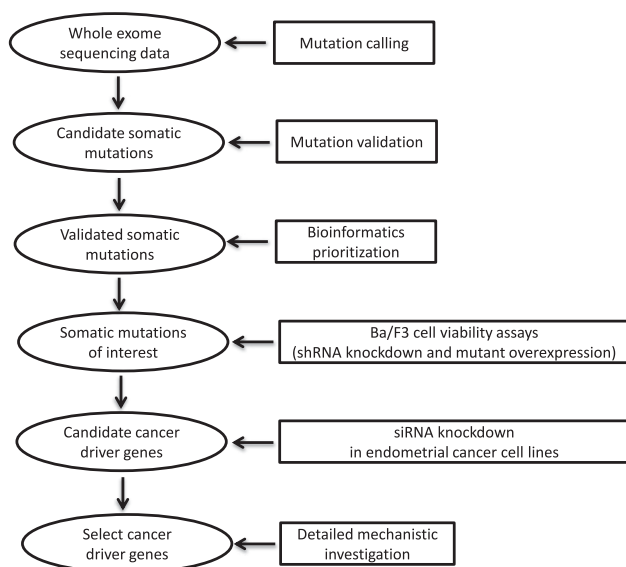 Whole exome
sequencing data
Mutation calling
Candidate somatic
mutations
Mutation validation
Validated somatic
mutations
Bioinformatics
prioritization
Somatic mutations
of interest
Ba/F3 cell viability assays
(shRNA knockdown and mutant overexpression)
Candidate cancer
driver genes
siRNA knockdown
in endometrial cancer cell lines
Select cancer
driver genes
Detailed mechanistic
investigation